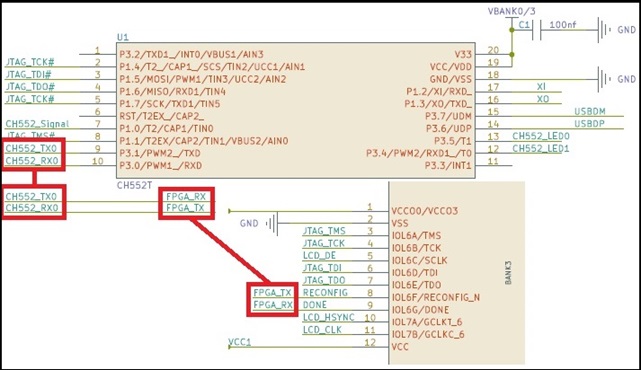 VBANK0/3
C1 100nf
GND
U1
1 P3.2/TXD1_/INT0/VBUS1/AIN3 V33 20
JTAG_TCK# 2 P1.4/T2_/CAP1_/SCS/TIN2/UCC1/AIN1 VCC/VDD 19
JTAG_TDI# 3 P1.5/MOSI/PWM1/TIN3/UCC2/AIN2 GND/VSS 18 GND
JTAG_TDO# 4 P1.6/MISO/RXD1/TIN4 P1.2/XI/RXD_ 17 XI
JTAG_TCK# 5 P1.7/SCK/TXD1/TIN5 P1.3/XO/TXD_ 16 XO
6 RST/T2EX_/CAP2_ P3.7/UDM 15 USBDM
CH552_Signal 7 P1.0/T2/CAP1/TIN0 P3.6/UDP 14 USBDP
JTAG_TMS# 8 P1.1/T2EX/CAP2/TIN1/VBUS2/AIN0 P3.5/T1 13 CH552_LED0
CH552_TX0 9 P3.1/PWM2_/TXD P3.4/PWM2/RXD1_/T0 12 CH552_LED1
CH552_RX0 10 P3.0/PWM1_/RXD P3.3/INT1 11
CH552T
CH552_TX0 FPGA_RX
CH552_RX0 FPGA_TX
1 VCCO0/VCCO3
GND 2 VSS
JTAG_TMS 3 IOL6A/TMS
JTAG_TCK 4 IOL6B/TCK
LCD_DE 5 IOL6C/SCLK
JTAG_TDI 6 IOL6D/TDI
JTAG_TDO 7 IOL6E/TDO
FPGA_TX RECONFIG 8 IOL6F/RECONFIG_N
FPGA_RX DONE 9 IOL6G/DONE
LCD_HSYNC 10 IOL7A/GCLKT_6
LCD_CLK 11 IOL7B/GCLKC_6
VCC1 12 VCC
BANK3